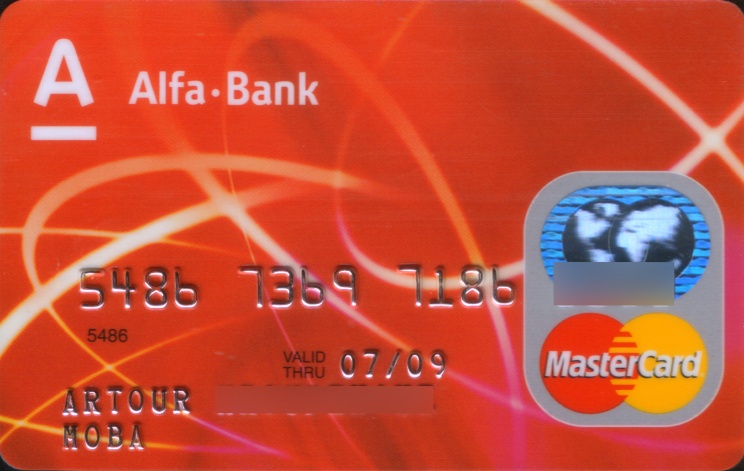 A
Alfa·Bank
5486 7369 7186
5486
VALID THRU 07/09
MasterCard
ARTOUR
MOBA